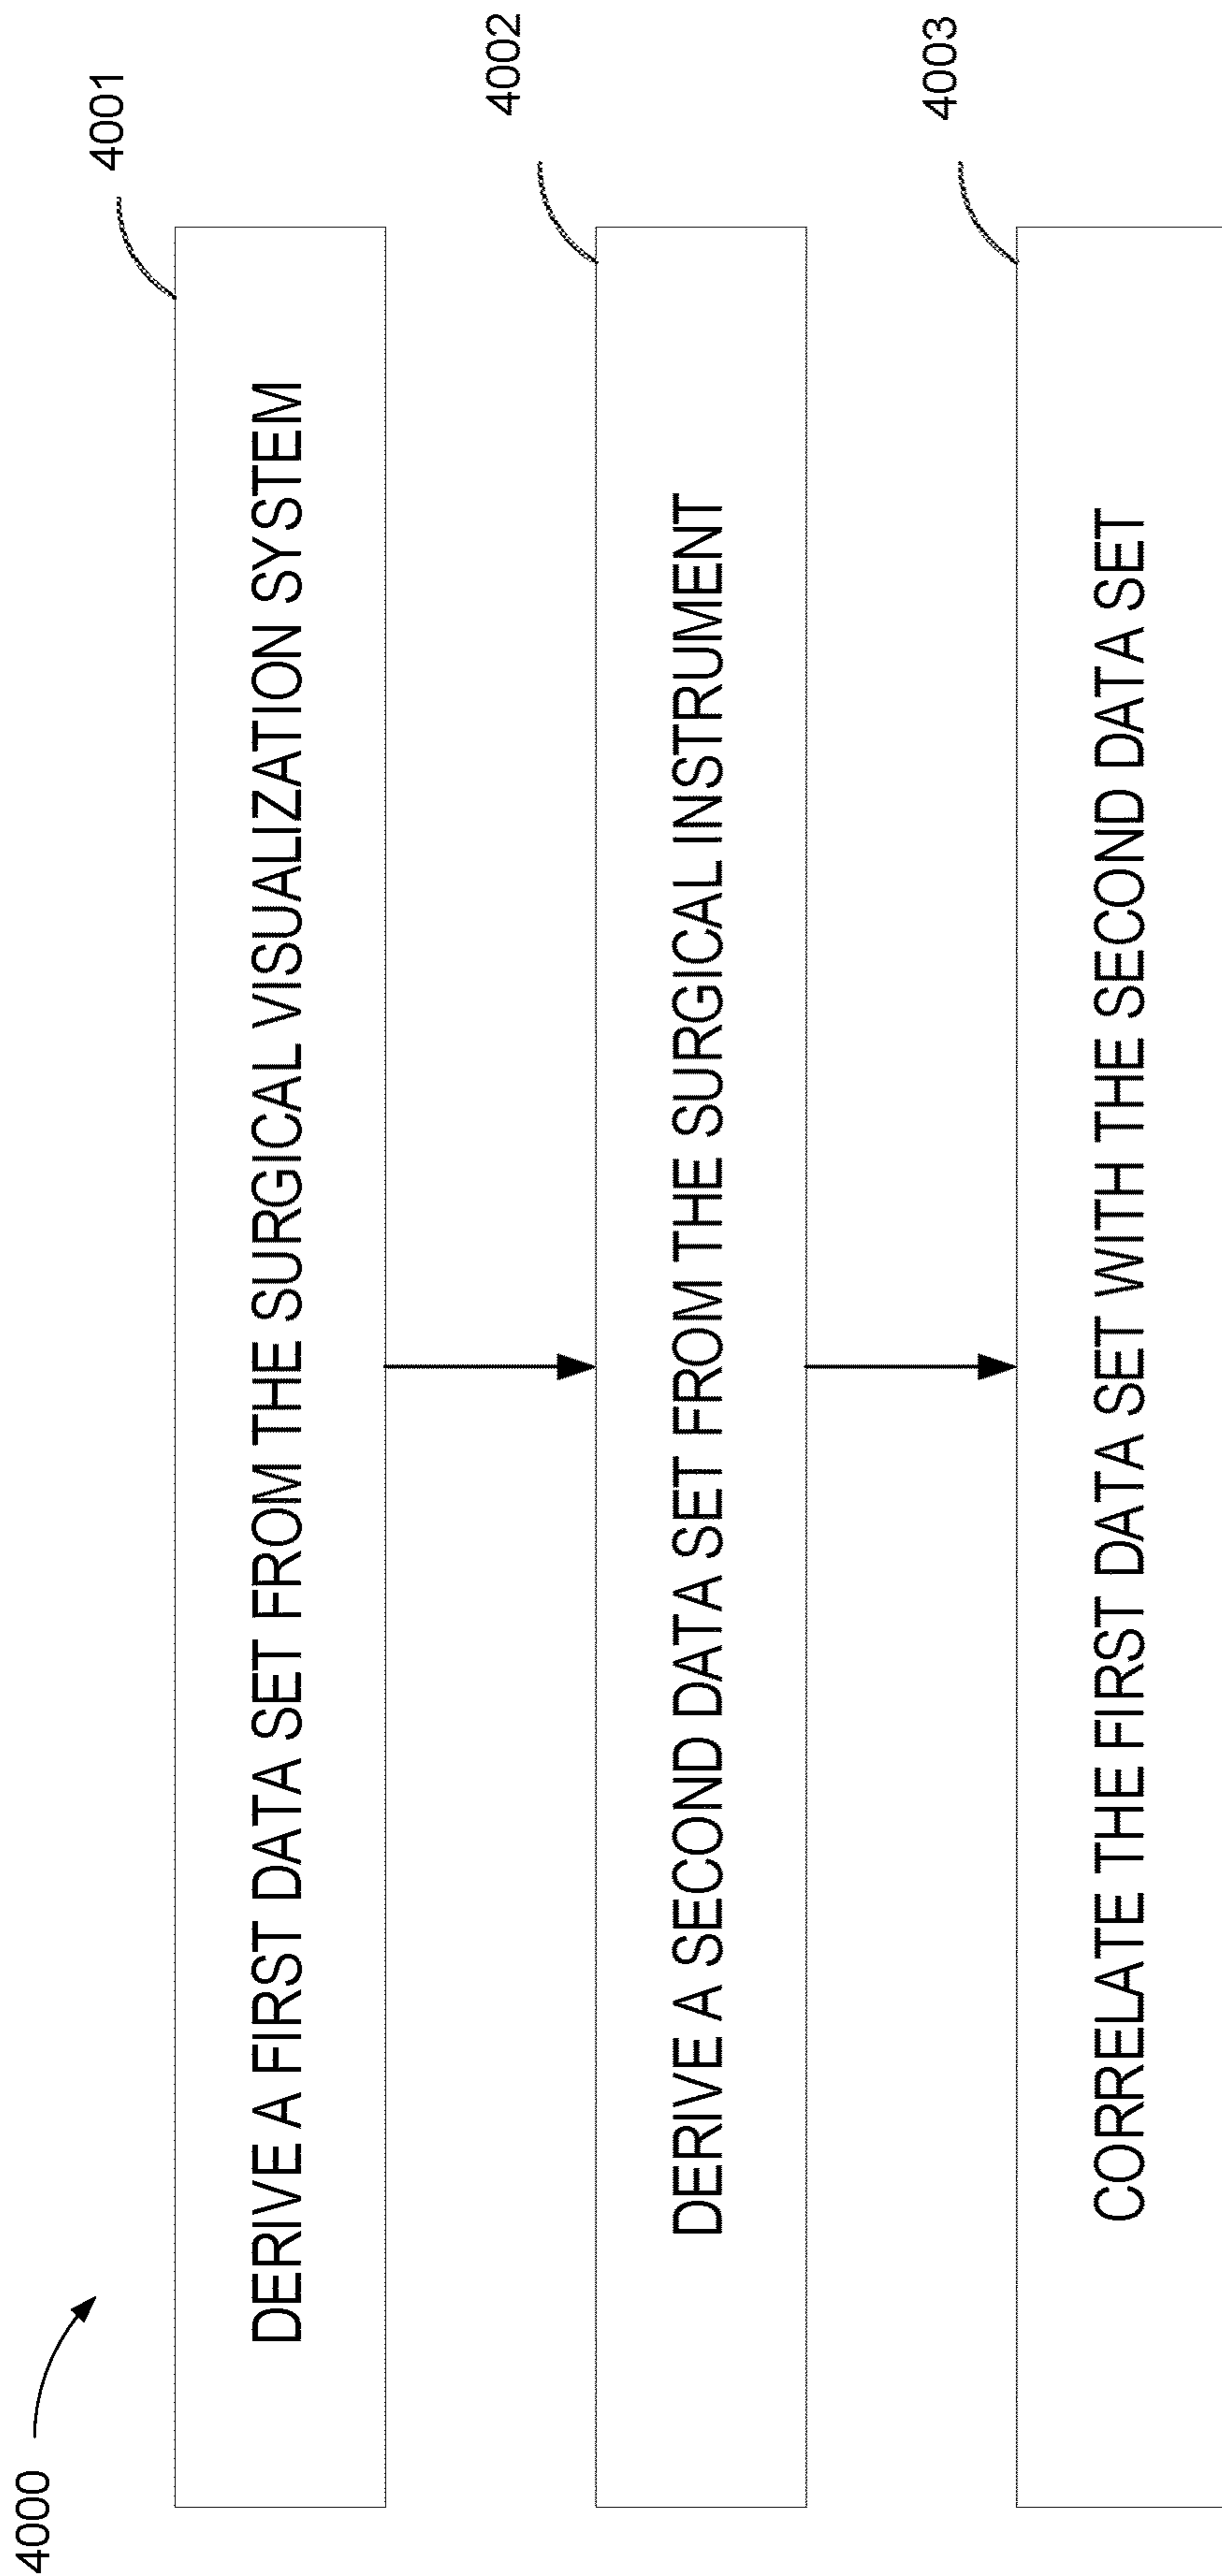 4000
4001
DERIVE A FIRST DATA SET FROM THE SURGICAL VISUALIZATION SYSTEM
4002
DERIVE A SECOND DATA SET FROM THE SURGICAL INSTRUMENT
4003
CORRELATE THE FIRST DATA SET WITH THE SECOND DATA SET